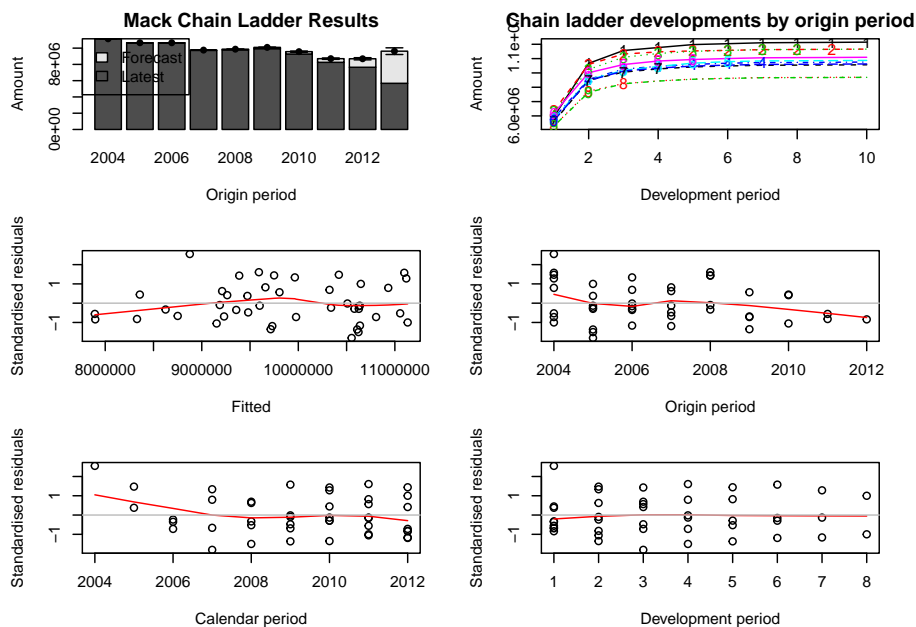 Mack Chain Ladder Results
Amount
0e+00 8e+06
Forecast
Latest
2004 2006 2008 2010 2012
Origin period
Chain ladder developments by origin period
Amount
6.0e+06
2 4 6 8 10
Development period
Standardised residuals
−1 1
8000000 9000000 10000000 11000000
Fitted
Standardised residuals
−1 1
2004 2006 2008 2010 2012
Origin period
Standardised residuals
−1 1
2004 2006 2008 2010 2012
Calendar period
Standardised residuals
−1 1
1 2 3 4 5 6 7 8
Development period